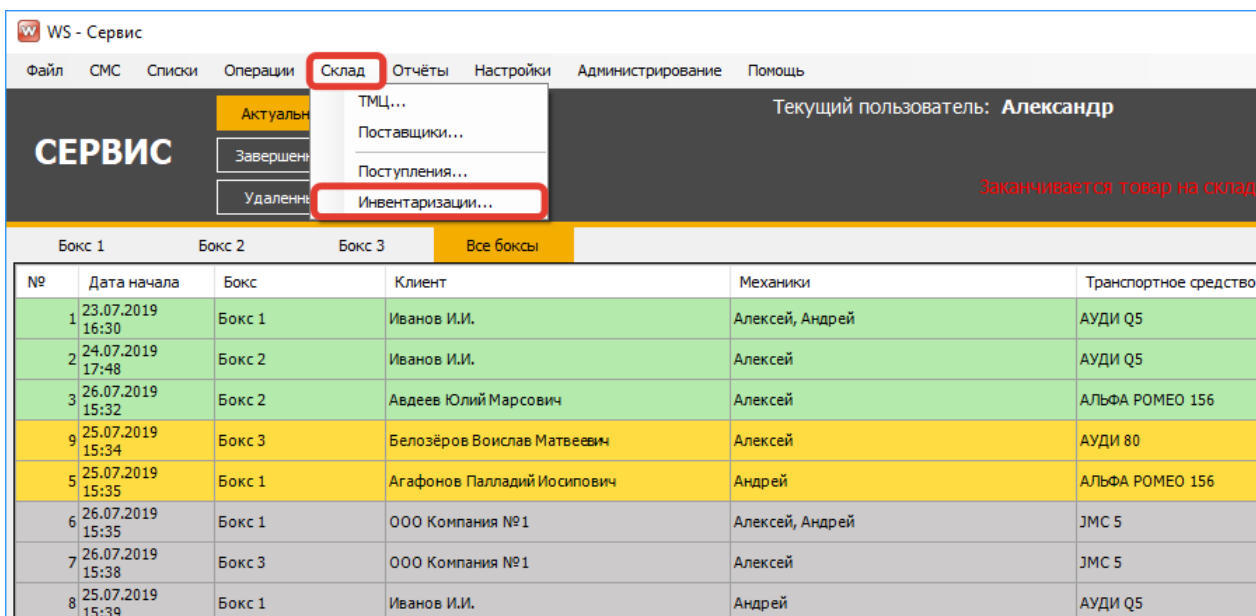 WS - Сервис
Файл СМС Списки Операции Склад Отчёты Настройки Администрирование Помощь
ТМЦ...
Поставщики...
Поступления...
Инвентаризации...
СЕРВИС
Актуальн
Завершенн
Удаленны
Текущий пользователь: Александр
Заканчивается товар на склад
Бокс 1 Бокс 2 Бокс 3 Все боксы
№ Дата начала Бокс Клиент Механики Транспортное средство
1 23.07.2019 16:30 Бокс 1 Иванов И.И. Алексей, Андрей АУДИ Q5
2 24.07.2019 17:48 Бокс 2 Иванов И.И. Алексей АУДИ Q5
3 26.07.2019 15:32 Бокс 2 Авдеев Юлий Марсович Алексей АЛЬФА РОМЕО 156
9 25.07.2019 15:34 Бокс 3 Белозёров Воислав Матвеевич Алексей АУДИ 80
5 25.07.2019 15:35 Бокс 1 Агафонов Палладий Иосипович Андрей АЛЬФА РОМЕО 156
6 26.07.2019 15:35 Бокс 1 ООО Компания №1 Алексей, Андрей JMC 5
7 26.07.2019 15:38 Бокс 3 ООО Компания №1 Алексей JMC 5
8 25.07.2019 15:39 Бокс 1 Иванов И.И. Андрей АУДИ Q5